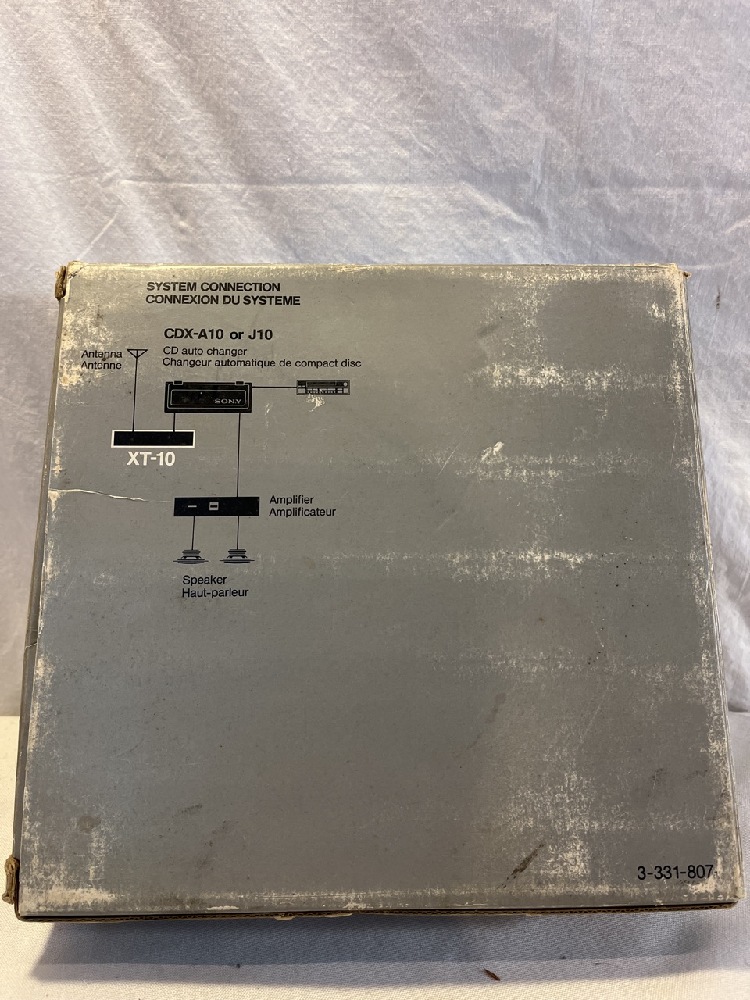 SYSTEM CONNECTION
CONNEXION DU SYSTEME
CDX-A10 or J10
CD auto changer
Changeur automatique de compact disc
Antenna
Antenne
SONY
XT-10
Amplifier
Amplificateur
Speaker
Haut-parleur
3-331-807-